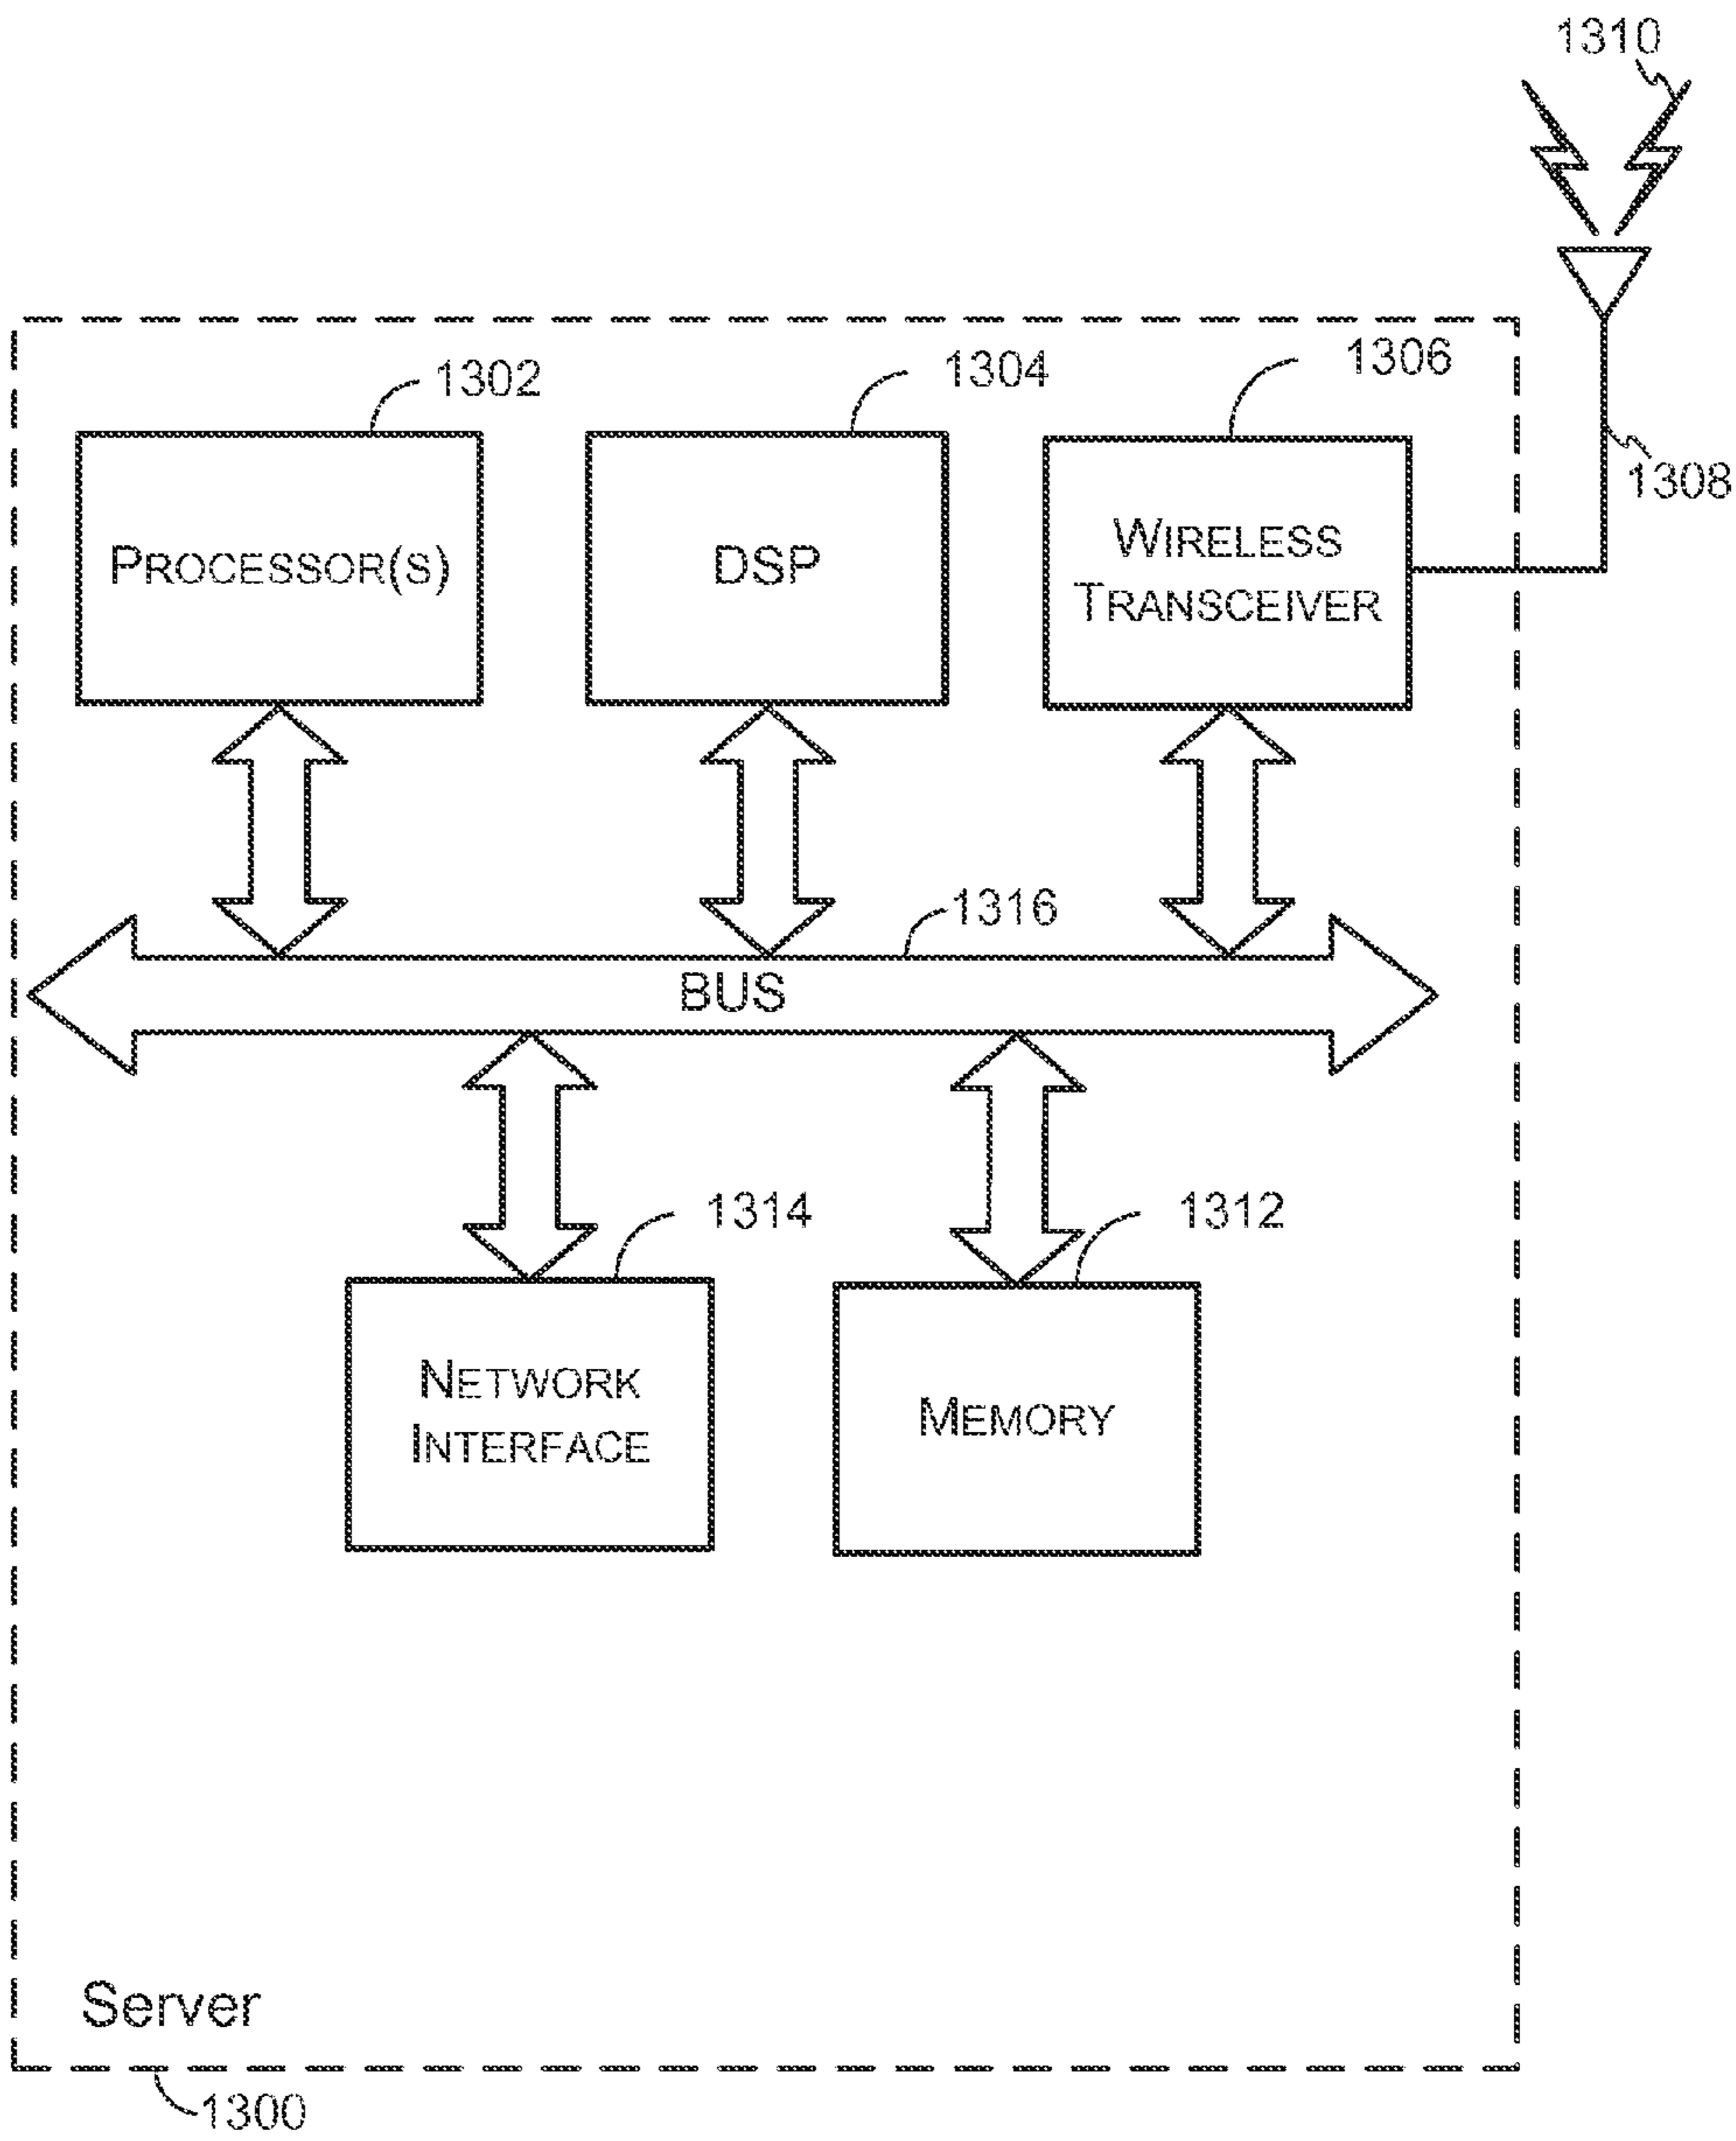 1310
1302
1304
1306
1308
PROCESSOR(S)
DSP
WIRELESS
TRANSCEIVER
1316
BUS
1314
1312
NETWORK
INTERFACE
MEMORY
Server
1300